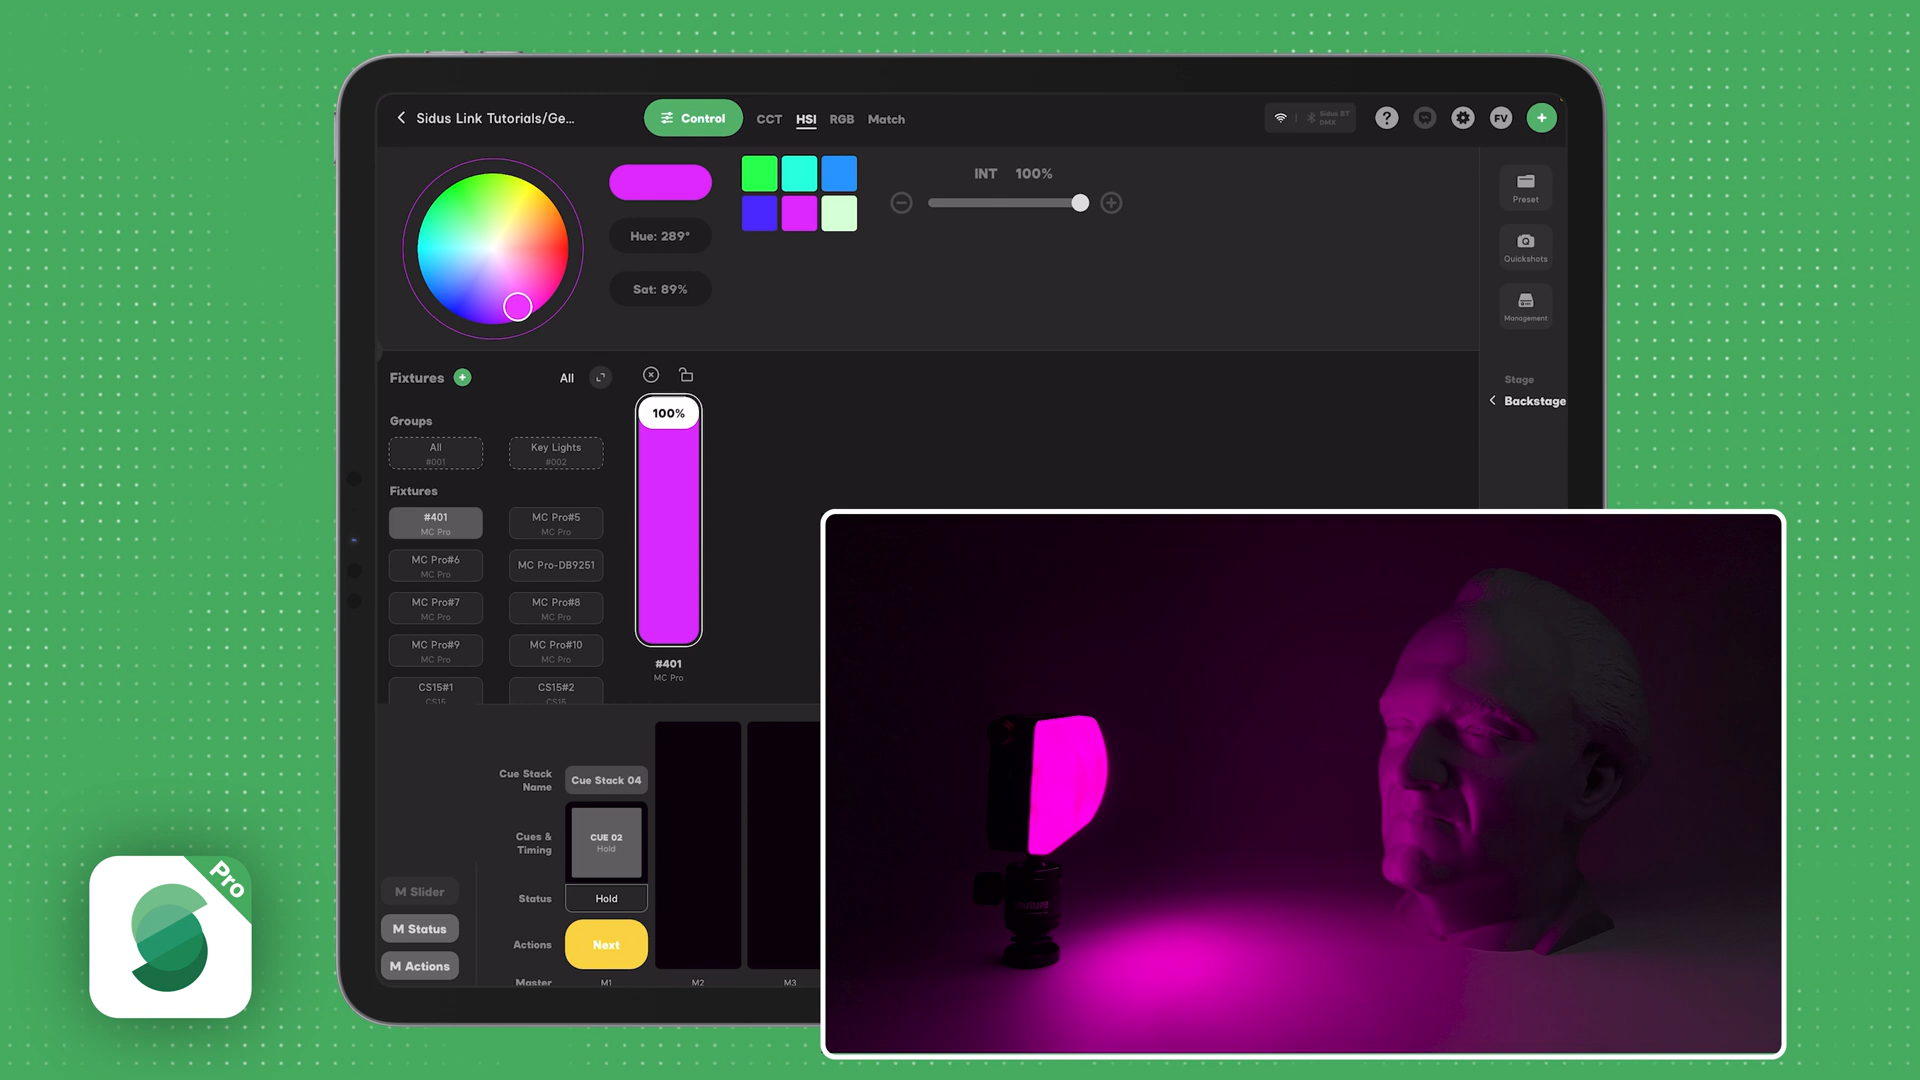 Sidus Link Tutorials/Ge...
Control
CCT
HSI
RGB
Match
Sidus BT
DMX
?
FV
Hue: 289°
Sat: 89%
INT 100%
Preset
Quickshots
Management
Stage
Backstage
Fixtures
All
Groups
All
#001
Key Lights
#002
Fixtures
#401
MC Pro
MC Pro#5
MC Pro
MC Pro#6
MC Pro
MC Pro-DB9251
MC Pro#7
MC Pro
MC Pro#8
MC Pro
MC Pro#9
MC Pro
MC Pro#10
MC Pro
CS15#1
CS15
CS15#2
CS15
100%
#401
MC Pro
Cue Stack
Name
Cue Stack 04
Cues &
Timing
CUE 02
Hold
Status
Hold
Actions
Next
Master
M1
M2
M3
M Slider
M Status
M Actions
Pro